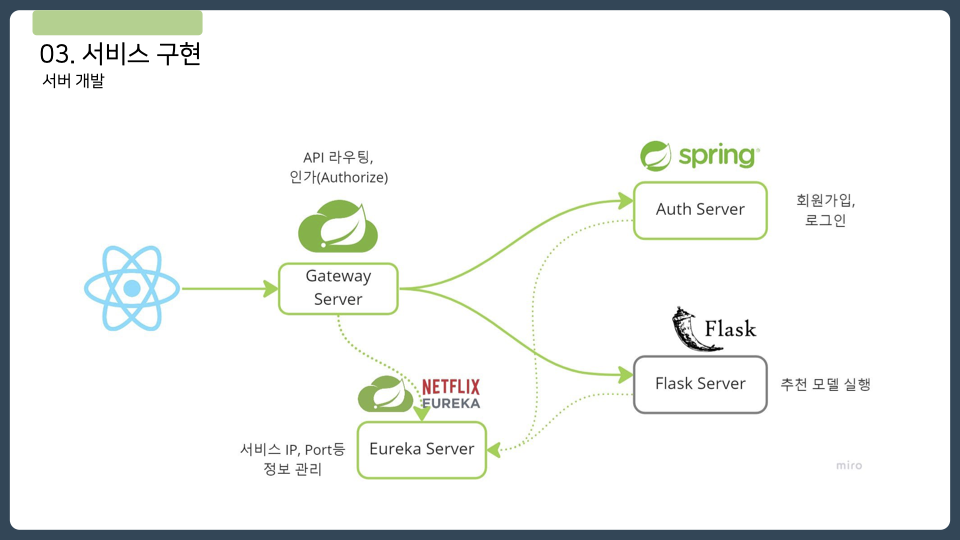 03. 서비스 구현
서버 개발
API 라우팅,
인가(Authorize)
Gateway
Server
spring
Auth Server
회원가입,
로그인
Flask
Flask Server
추천 모델 실행
NETFLIX
EUREKA
Eureka Server
서비스 IP, Port등
정보 관리
miro